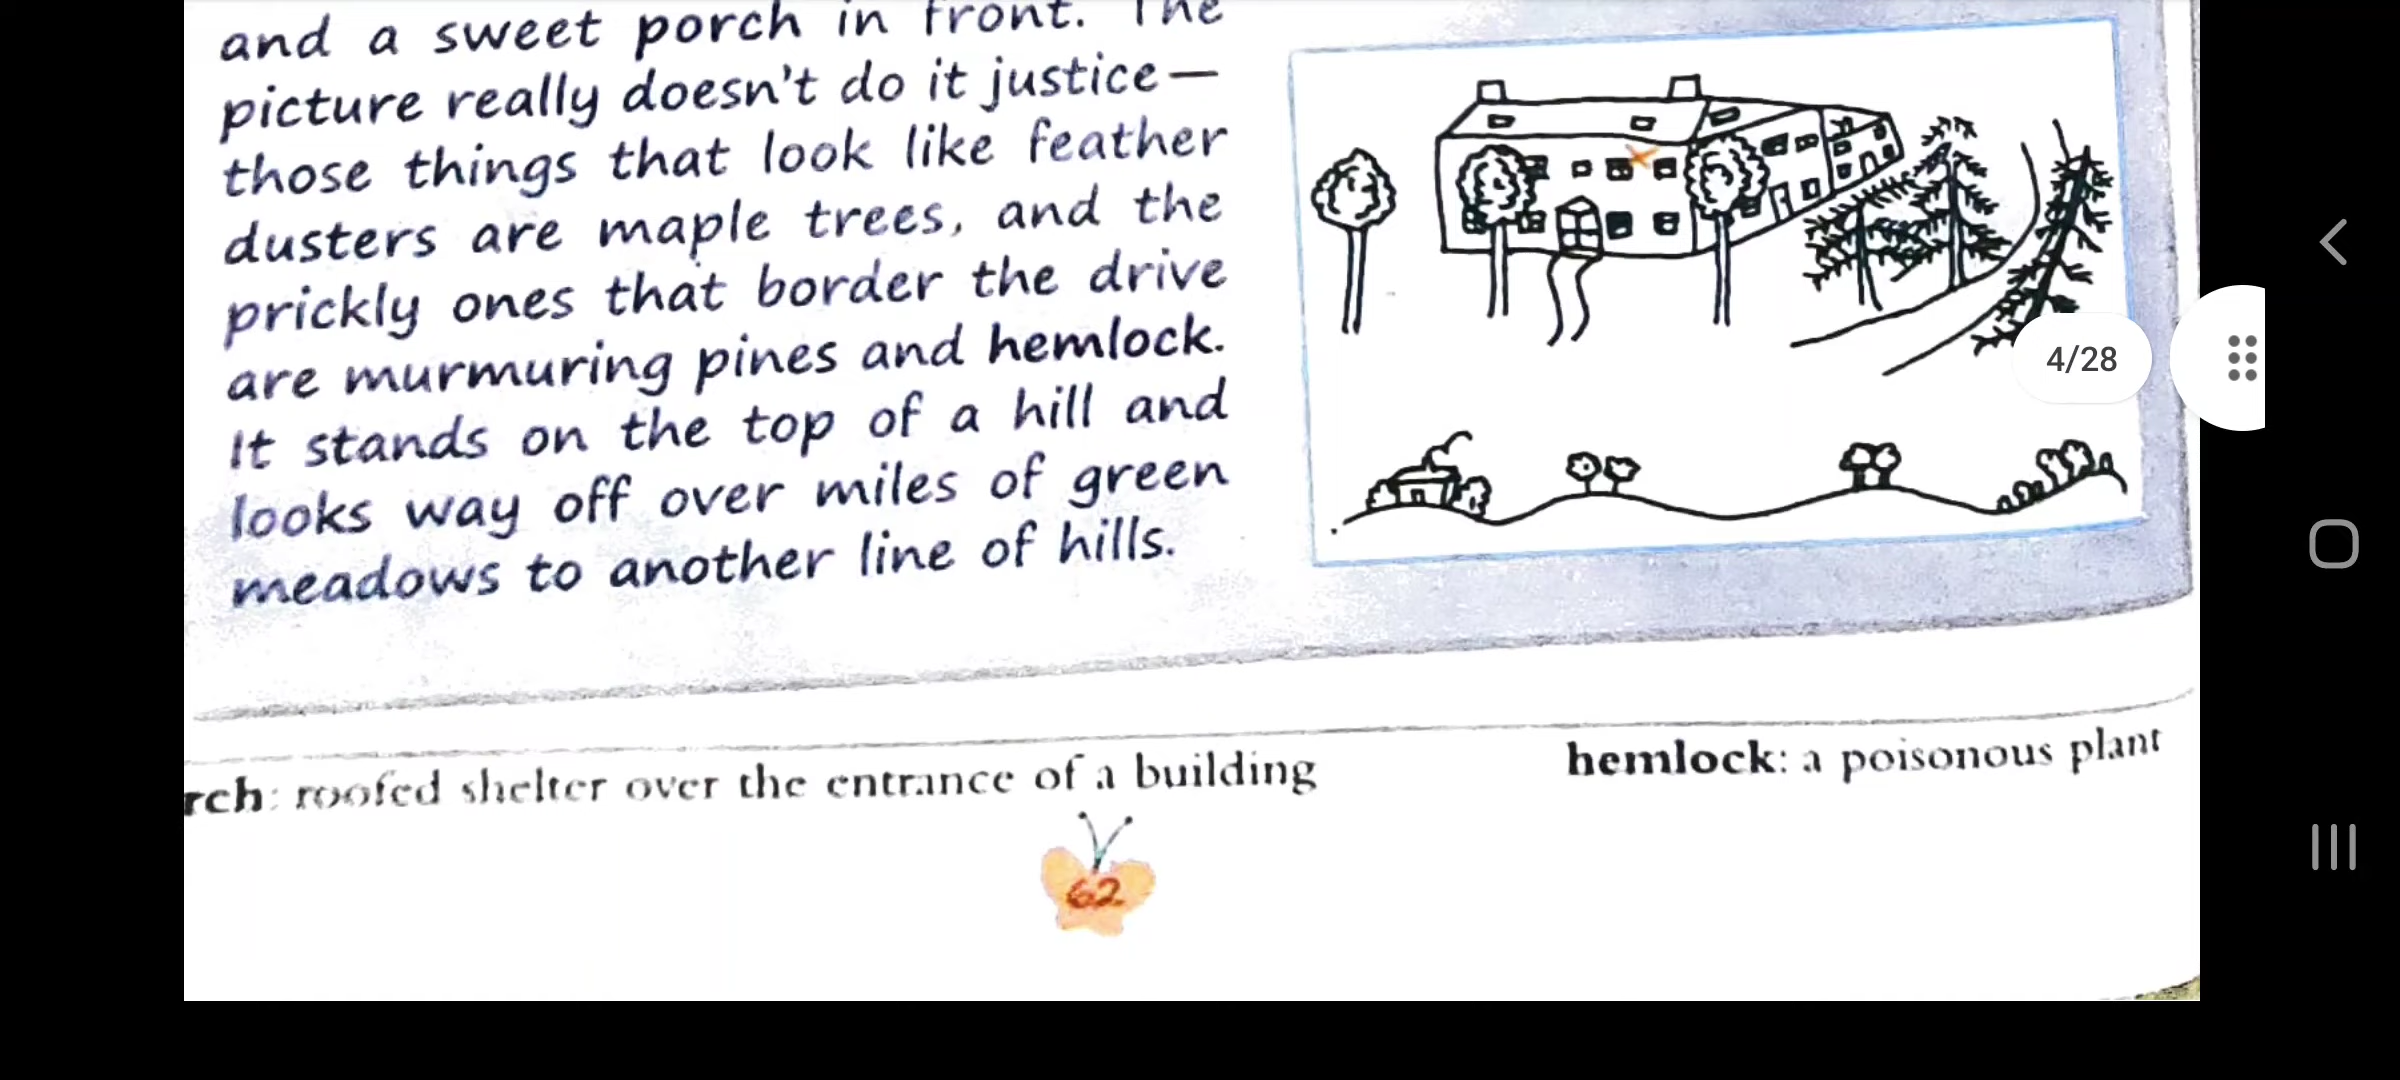 and a sweet porch in front. The
picture really doesn't do it justice—
those things that look like feather
dusters are maple trees, and the
prickly ones that border the drive
are murmuring pines and hemlock.
It stands on the top of a hill and
looks way off over miles of green
meadows to another line of hills.
4/28
rch: roofed shelter over the entrance of a building
hemlock: a poisonous plant
62